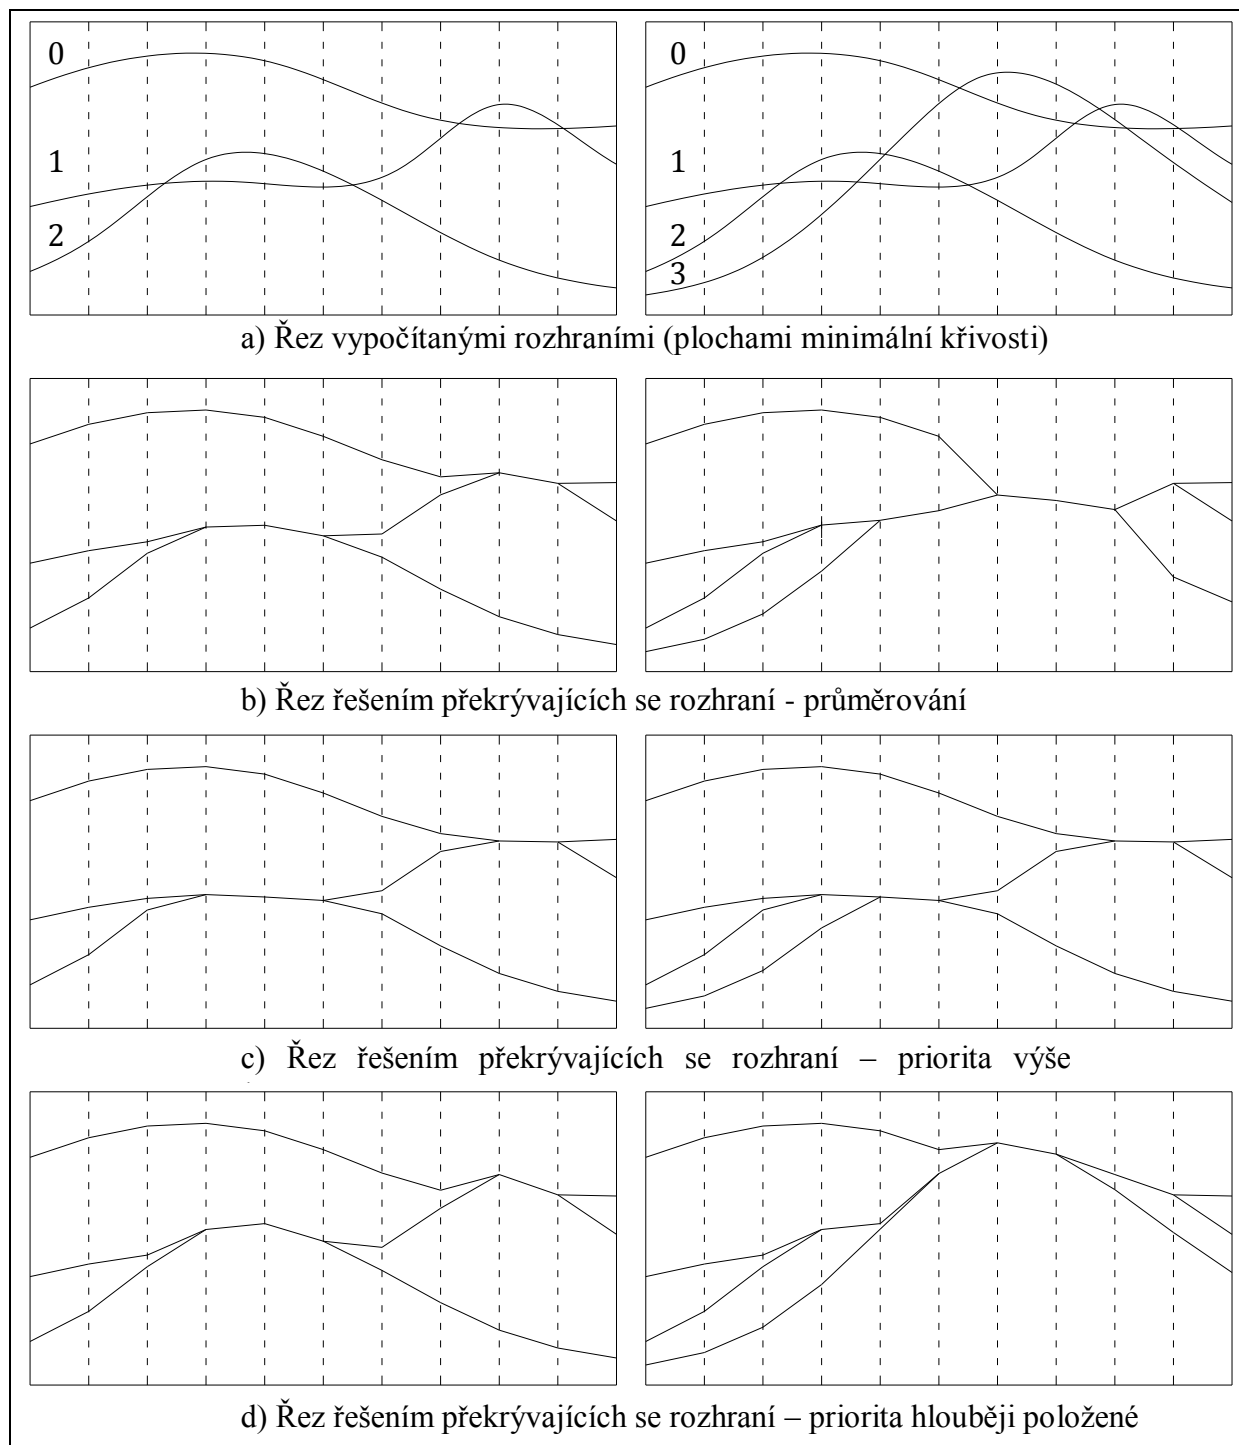 0 0
1 1
2 2
3
a) Řez vypočítanými rozhraními (plochami minimální křivosti)
b) Řez řešením překrývajících se rozhraní - průměrování
c) Řez řešením překrývajících se rozhraní – priorita výše
d) Řez řešením překrývajících se rozhraní – priorita hlouběji položené